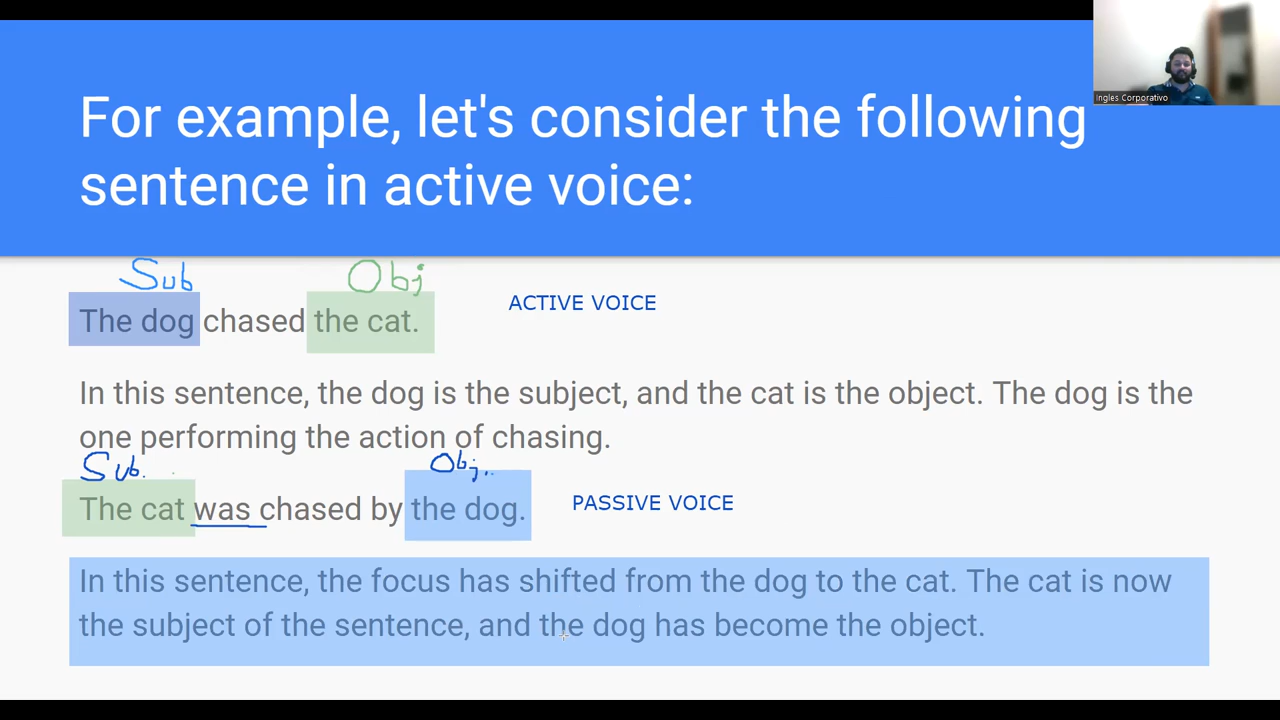 Ingles Corporativo
For example, let's consider the following
sentence in active voice:
Sub Obj
The dog chased the cat. ACTIVE VOICE
In this sentence, the dog is the subject, and the cat is the object. The dog is the
one performing the action of chasing.
Sub. Obj..
The cat was chased by the dog. PASSIVE VOICE
In this sentence, the focus has shifted from the dog to the cat. The cat is now
the subject of the sentence, and the dog has become the object.